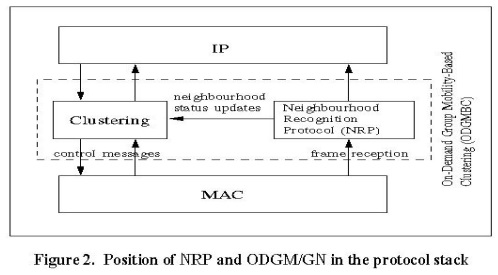 IP
neighbourhood
status updates
Clustering
Neighbourhood
Recognition
Protocol (NRP)
control messages
frame reception
MAC
On-Demand Group Mobility-Based
Clustering (ODGMBC)
Figure 2. Position of NRP and ODGM/GN in the protocol stack